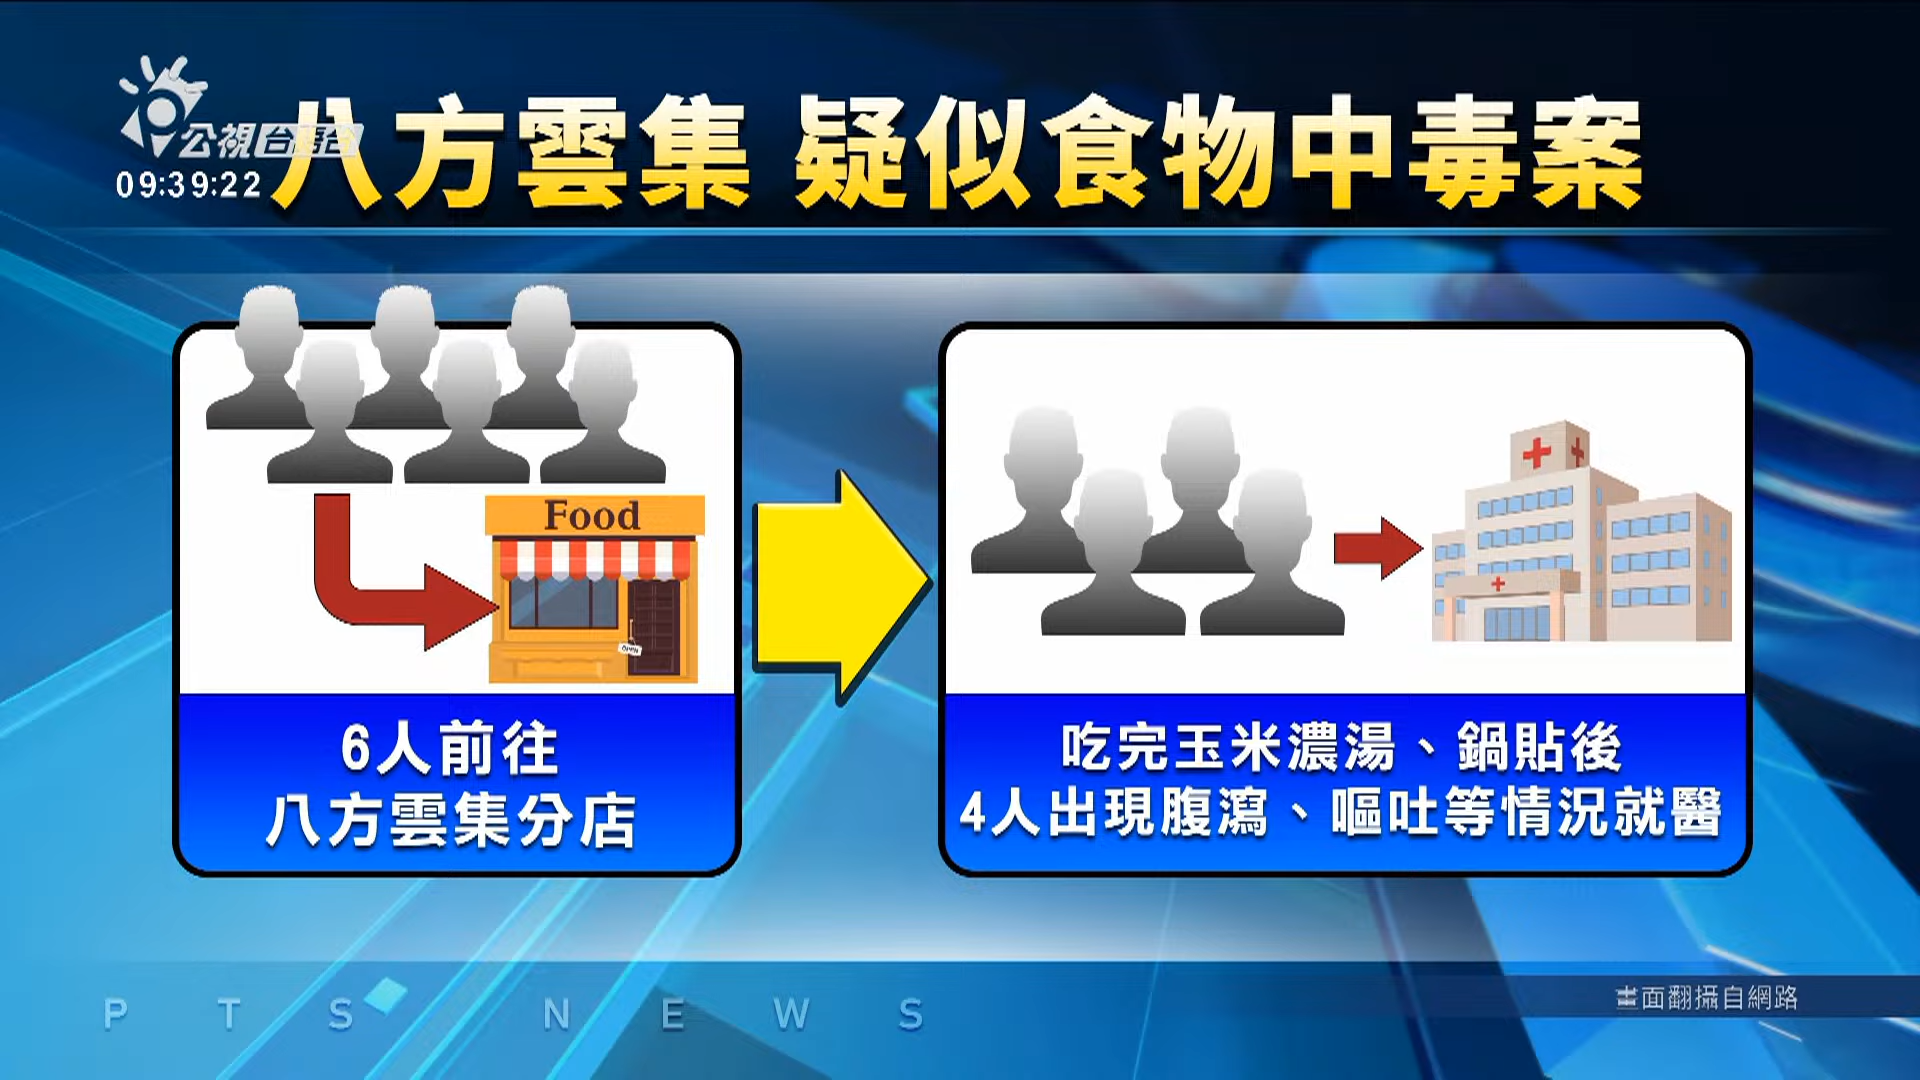 八方雲集 疑似食物中毒案
公視台語台
09:39:22
Food
OPEN
6人前往
八方雲集分店
吃完玉米濃湯、鍋貼後
4人出現腹瀉、嘔吐等情況就醫
PTS NEWS
畫面翻攝自網路